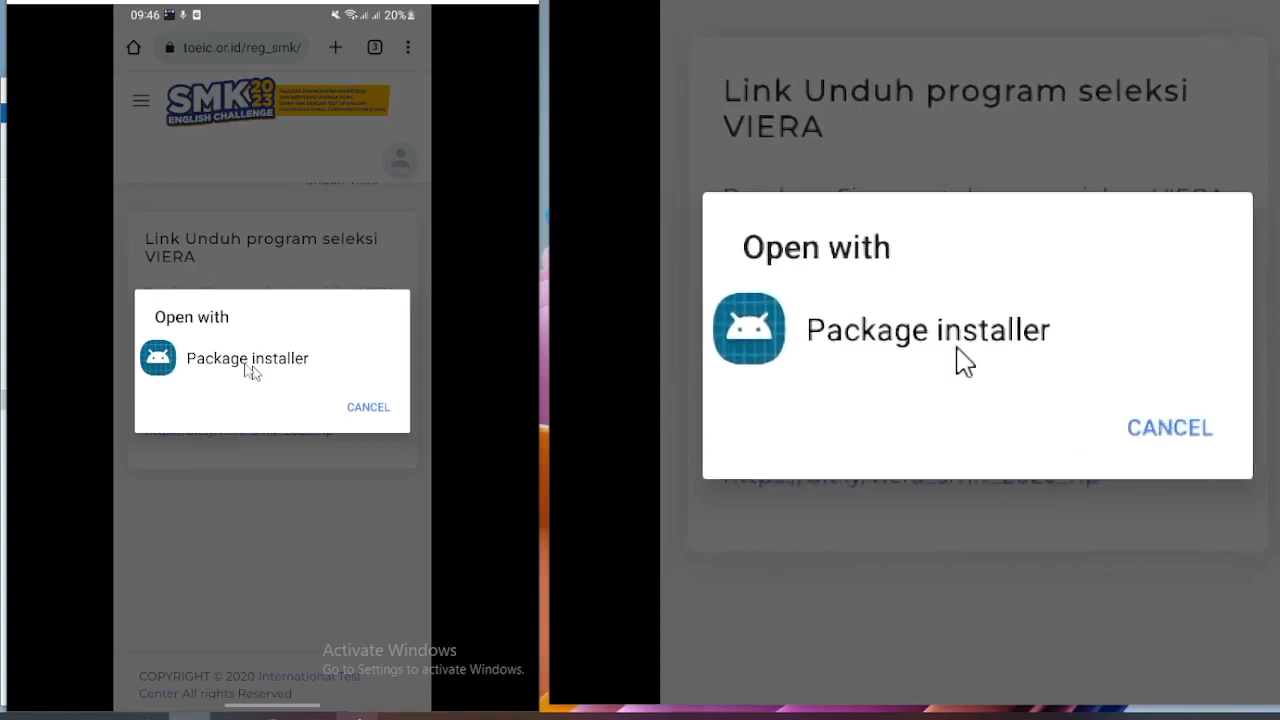 09:46
20%
toeic.or.id/reg_smk/
3
SMK 2023
ENGLISH CHALLENGE
Link Unduh program seleksi
VIERA
Open with
Package installer
CANCEL
COPYRIGHT © 2020 International Test
Center All rights Reserved
Activate Windows
Go to Settings to activate Windows.
Link Unduh program seleksi
VIERA
Open with
Package installer
CANCEL